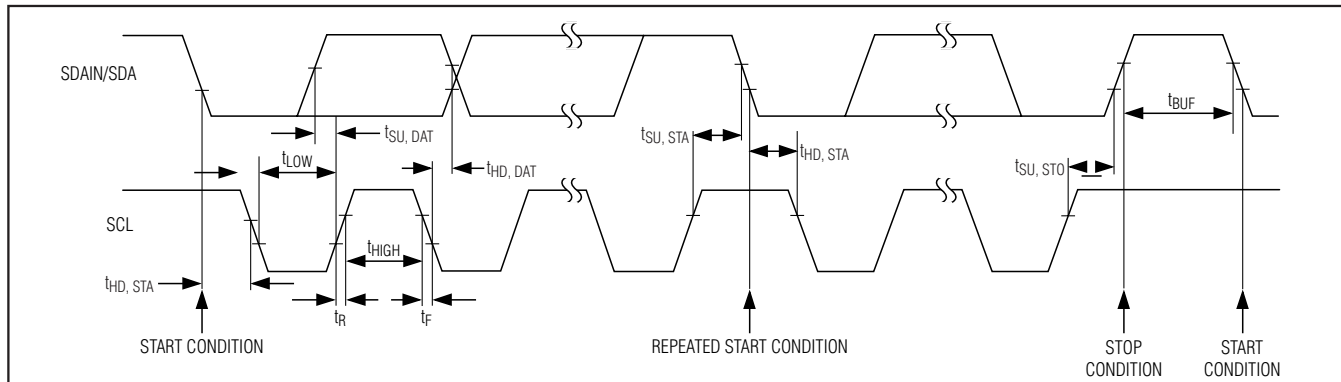 SDAIN/SDA
tSU, DAT
tSU, STA
tBUF
tLOW
tHD, DAT
tHD, STA
tSU, STO
SCL
tHIGH
tHD, STA
tR
tF
START CONDITION
REPEATED START CONDITION
STOP
CONDITION
START
CONDITION